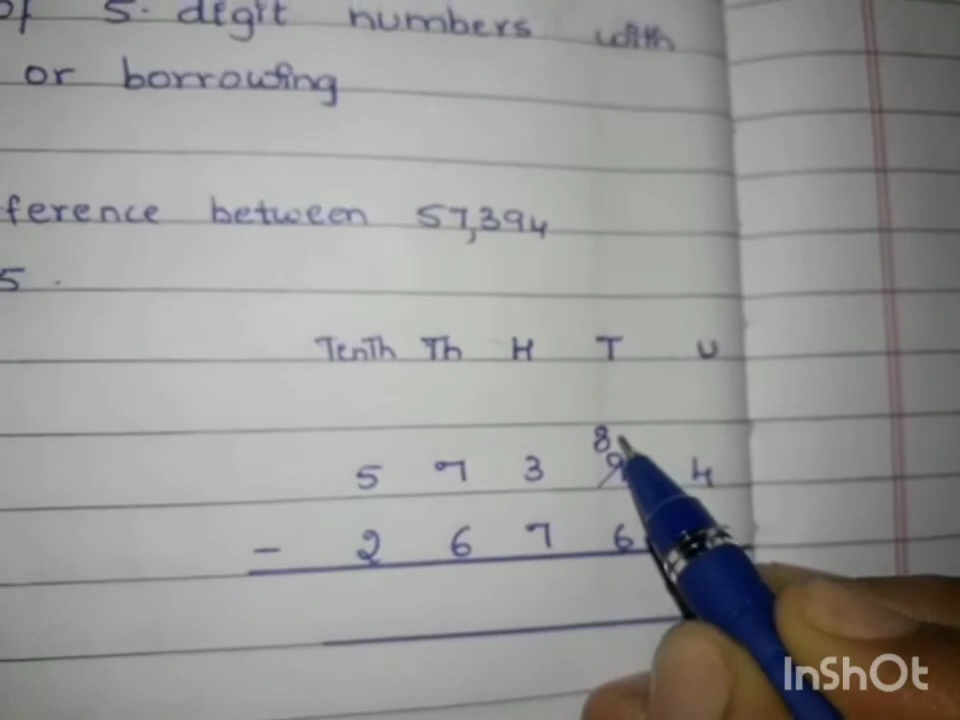 of 5. digit numbers with
or borrowing
ference between 57,394
5.
TenTh Th H T U
8
5 7 3 9 4
- 2 6 7 6
InShOt